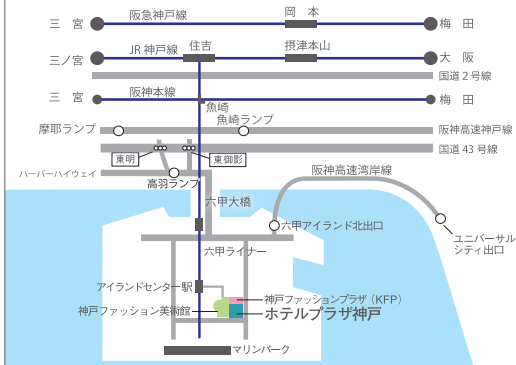 阪急神戸線
岡本
三宮
梅田
JR 神戸線
住吉
摂津本山
三ノ宮
大阪
国道2号線
阪神本線
三宮
梅田
魚崎
魚崎ランプ
摩耶ランプ
阪神高速神戸線
国道43号線
東明
東御影
ハーバーハイウェイ
高羽ランプ
阪神高速湾岸線
六甲大橋
六甲アイランド北出口
ユニバーサル
シティ出口
六甲ライナー
アイランドセンター駅
神戸ファッションプラザ（KFP）
神戸ファッション美術館
ホテルプラザ神戸
マリンパーク